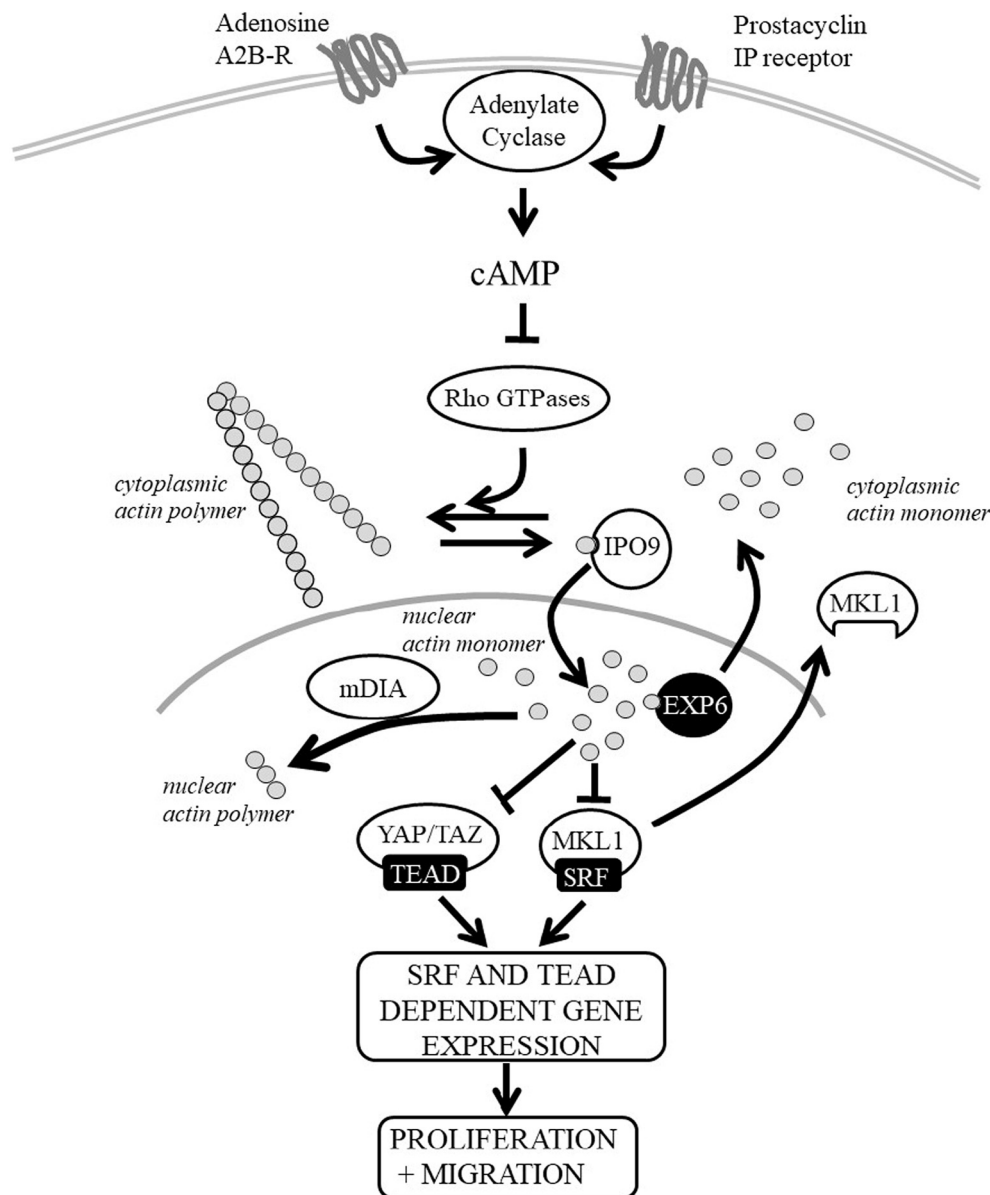 Adenosine
A2B-R
Prostacyclin
IP receptor
Adenylate
Cyclase
cAMP
Rho GTPases
cytoplasmic
actin polymer
cytoplasmic
actin monomer
IPO9
MKL1
nuclear
actin monomer
mDIA
EXP6
nuclear
actin polymer
YAP/TAZ
TEAD
MKL1
SRF
SRF AND TEAD
DEPENDENT GENE
EXPRESSION
PROLIFERATION
+ MIGRATION